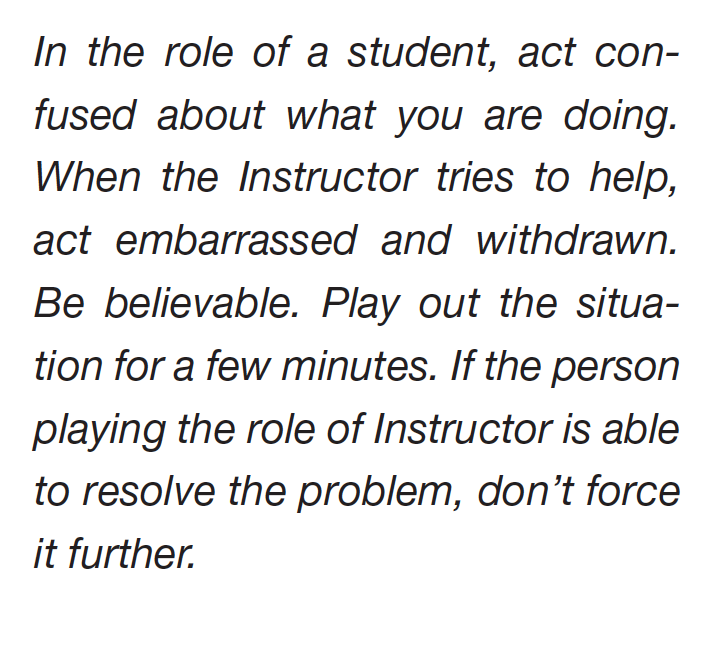 In the role of a student, act con-
fused about what you are doing.
When the Instructor tries to help,
act embarrassed and withdrawn.
Be believable. Play out the situa-
tion for a few minutes. If the person
playing the role of Instructor is able
to resolve the problem, don’t force
it further.